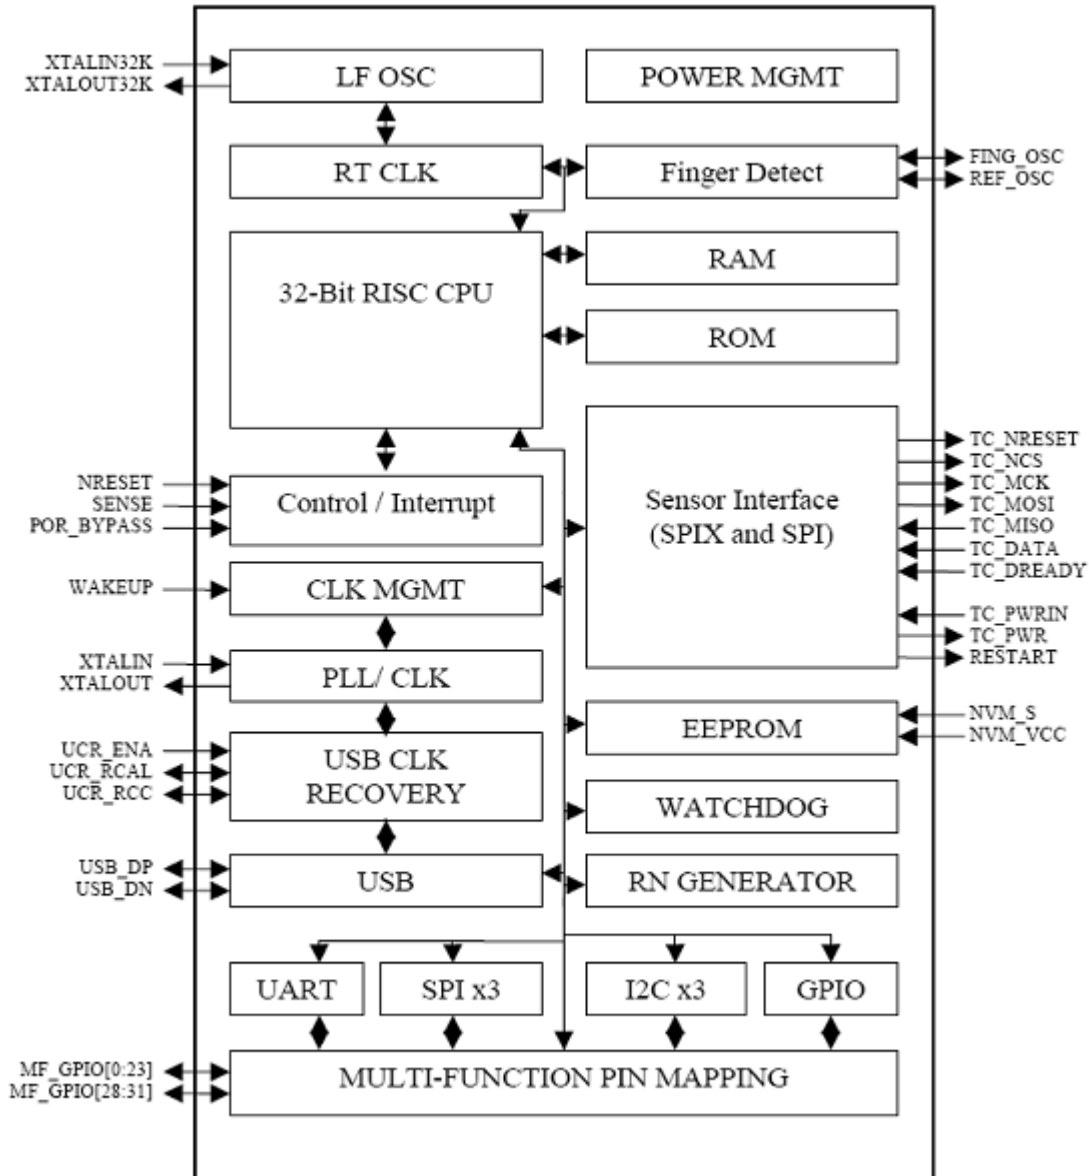 XTALIN32K
XTALOUT32K
LF OSC
POWER MGMT
RT CLK
Finger Detect
FING_OSC
REF_OSC
32-Bit RISC CPU
RAM
ROM
NRESET
SENSE
POR_BYPASS
Control / Interrupt
Sensor Interface
(SPIX and SPI)
TC_NRESET
TC_NCS
TC_MCK
TC_MOSI
TC_MISO
TC_DATA
TC_DREADY
TC_PWRIN
TC_PWR
RESTART
WAKEUP
CLK MGMT
XTALIN
XTALOUT
PLL/ CLK
EEPROM
NVM_S
NVM_VCC
UCR_ENA
UCR_RCAL
UCR_RCC
USB CLK
RECOVERY
WATCHDOG
USB_DP
USB_DN
USB
RN GENERATOR
UART
SPI x3
I2C x3
GPIO
MF_GPIO[0:23]
MF_GPIO[28:31]
MULTI-FUNCTION PIN MAPPING